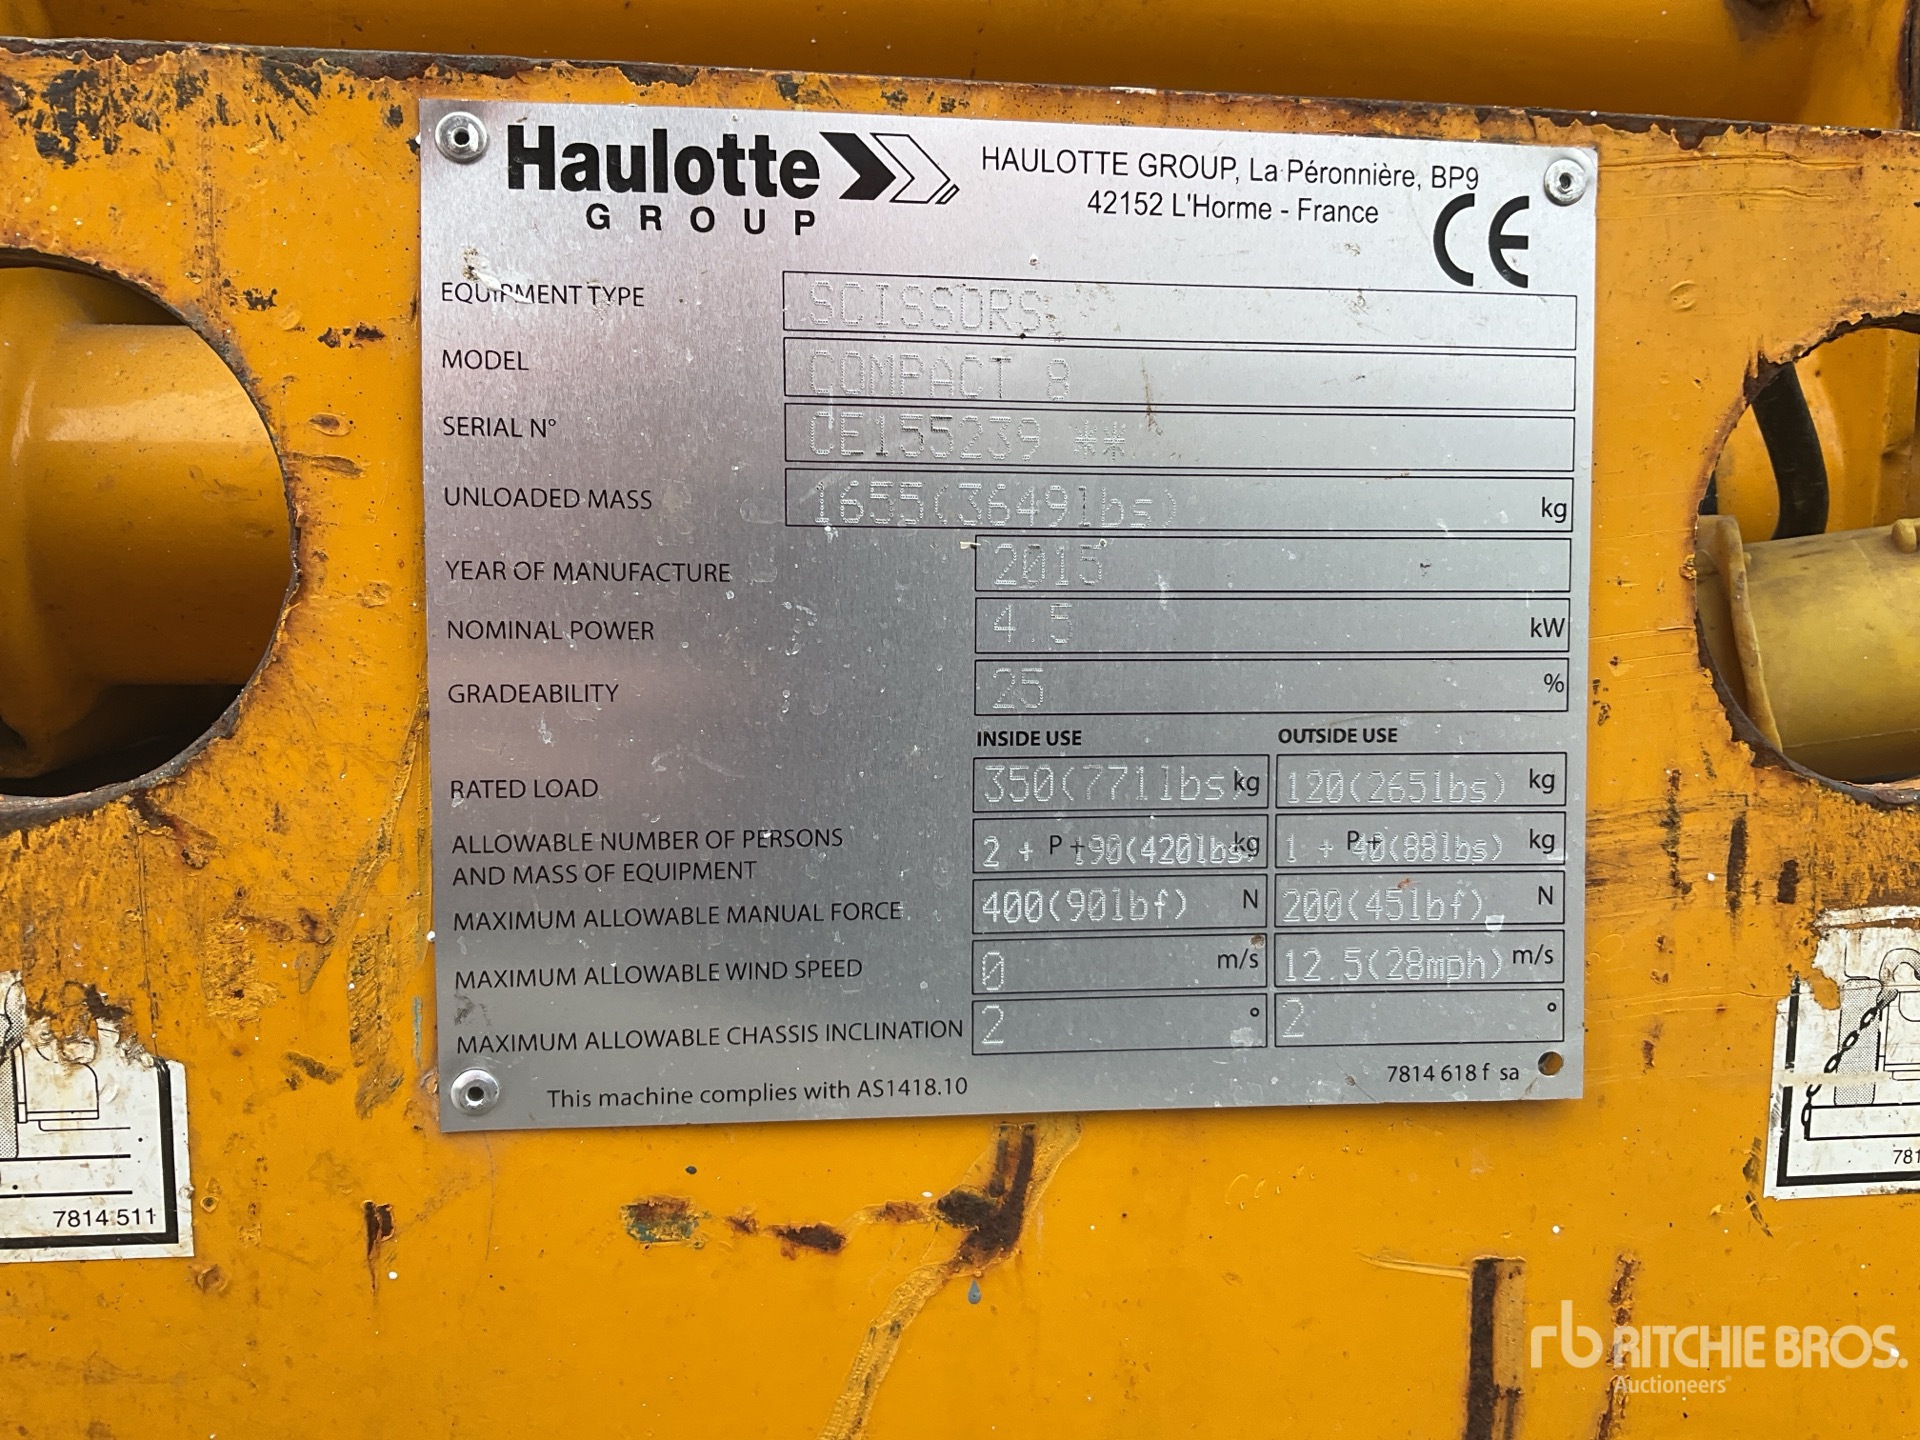 Haulotte
GROUP
HAULOTTE GROUP, La Péronnière, BP9
42152 L'Horme - France
CE
EQUIPMENT TYPE SCISSORS
MODEL COMPACT 8
SERIAL N° CE155239 **
UNLOADED MASS 1655(3649lbs) kg
YEAR OF MANUFACTURE 2015
NOMINAL POWER 4.5 kW
GRADEABILITY 25 %
INSIDE USE OUTSIDE USE
RATED LOAD 350(771lbs) kg 120(265lbs) kg
ALLOWABLE NUMBER OF PERSONS
AND MASS OF EQUIPMENT 2 + P + 190(420lbs) kg 1 + P + 40(88lbs) kg
MAXIMUM ALLOWABLE MANUAL FORCE 400(90lbf) N 200(45lbf) N
MAXIMUM ALLOWABLE WIND SPEED 0 m/s 12.5(28mph) m/s
MAXIMUM ALLOWABLE CHASSIS INCLINATION 2 ° 2 °
This machine complies with AS1418.10
7814 618 f sa
7814 511
781
rb RITCHIE BROS.
Auctioneers